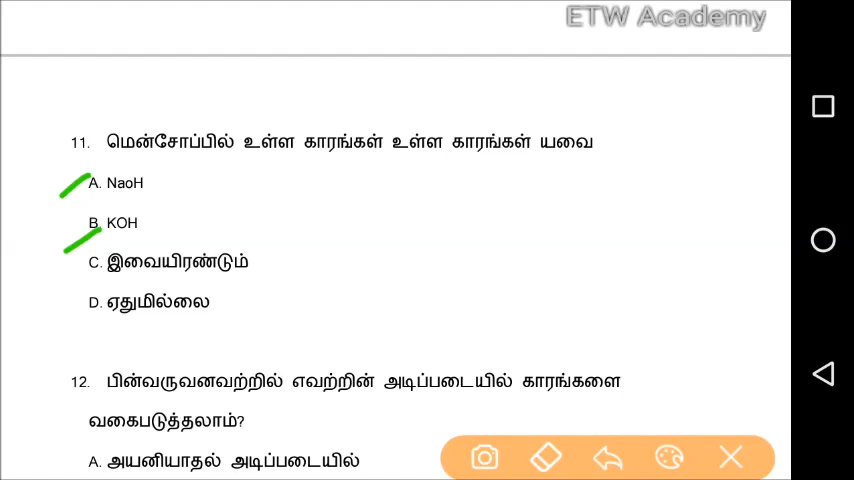 ETW Academy
11. மென்சோப்பில் உள்ள காரங்கள் உள்ள காரங்கள் யவை
A. NaoH
B. KOH
C. இவையிரண்டும்
D. ஏதுமில்லை
12. பின்வருவனவற்றில் எவற்றின் அடிப்படையில் காரங்களை
வகைபடுத்தலாம்?
A. அயனியாதல் அடிப்படையில்